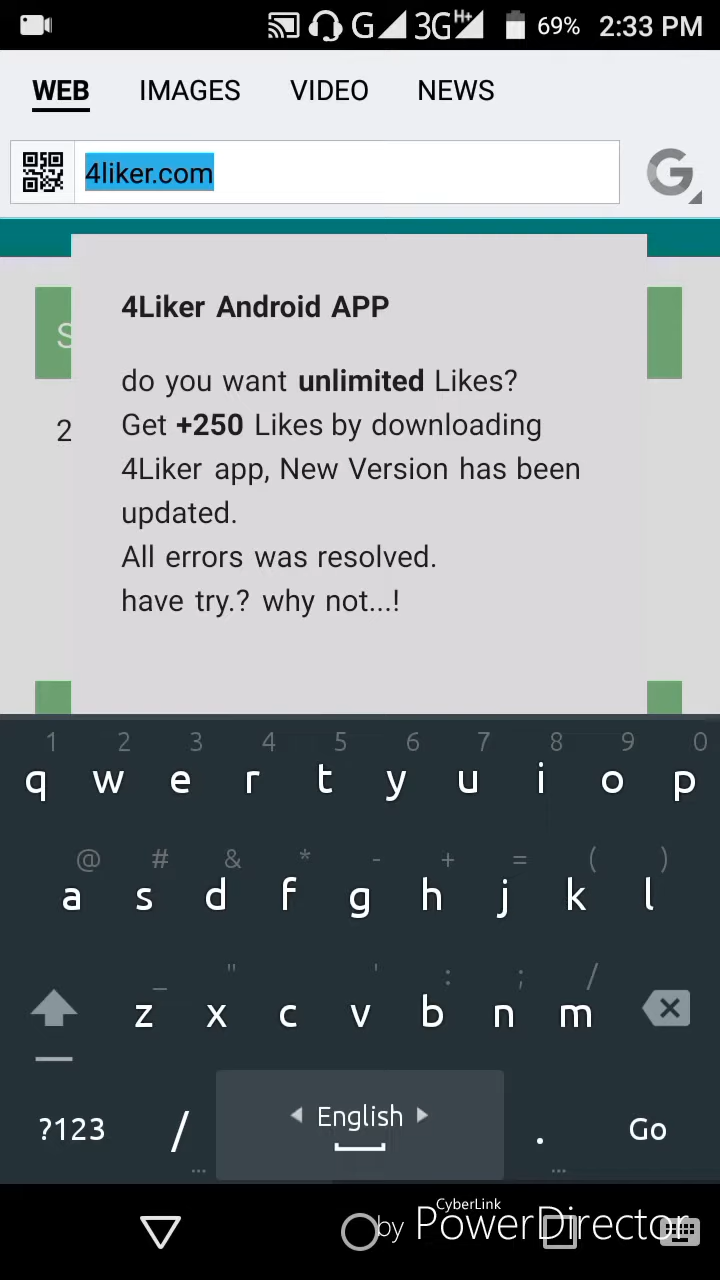 G 3G H+ 69% 2:33 PM
WEB IMAGES VIDEO NEWS
4liker.com G
4Liker Android APP
S
do you want unlimited Likes?
Get +250 Likes by downloading
2
4Liker app, New Version has been
updated.
All errors was resolved.
have try.? why not...!
1 2 3 4 5 6 7 8 9 0
q w e r t y u i o p
@ # & * - + = ( )
a s d f g h j k l
_ " ' : ; /
z x c v b n m
?123 / English . Go
... ...
CyberLink
by PowerDirector